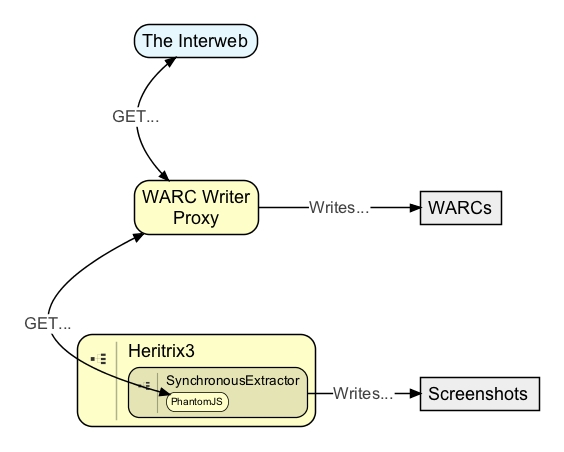 The Interweb
GET...
WARC Writer
Proxy
Writes...
WARCs
GET...
Heritrix3
SynchronousExtractor
PhantomJS
Writes...
Screenshots